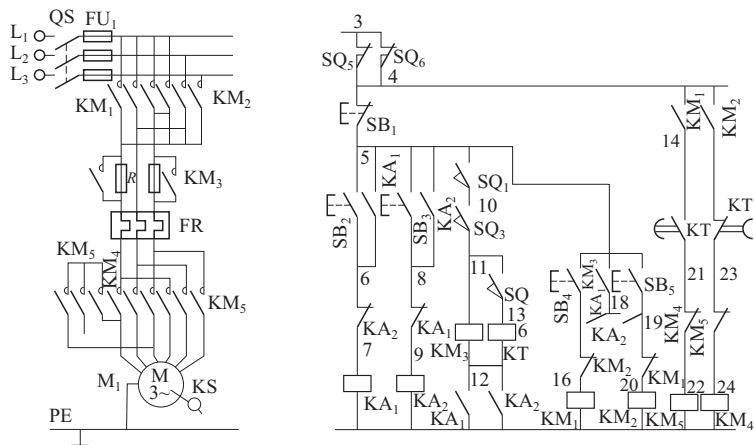 QS FU1
L1
L2
L3
KM1
KM2
R
KM3
FR
KM5
KM4
KM5
M1
M
3~
KS
PE
3
SQ5
SQ6
4
SB1
KM1
KM2
14
5
KA1
SQ1
10
SB2
SB3
KA2
SQ3
KT
KT
6
8
11
SQ
KM3
SB4
KA1
18
SB5
21
23
13
KA2
KA1
KA2
19
KM4
KM5
7
9
KM3
6
KT
KM2
KM1
12
16
20
22
24
KA1
KA2
KA1
KA2
KM1
KM2
KM5
KM4